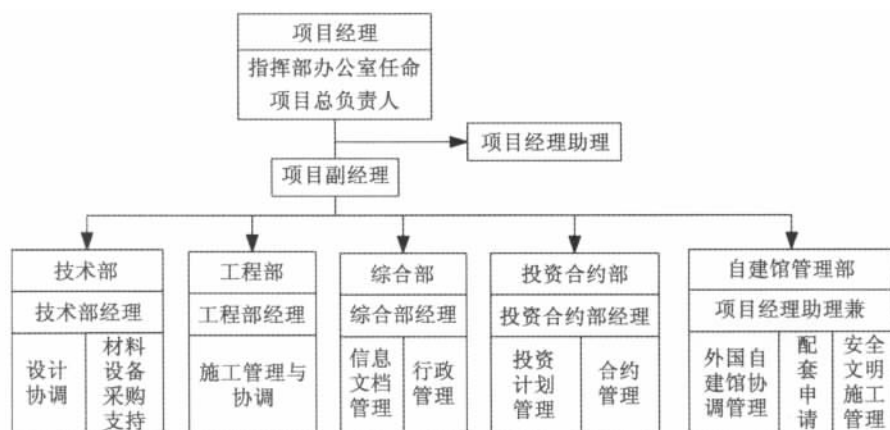 项目经理
指挥部办公室任命
项目总负责人
项目经理助理
项目副经理
技术部
工程部
综合部
投资合约部
自建馆管理部
技术部经理
工程部经理
综合部经理
投资合约部经理
项目经理助理兼
设计
协调
材料
设备
采购
支持
施工管理与
协调
信息
文档
管理
行政
管理
投资
计划
管理
合约
管理
外国自
建馆协
调管理
配
套
申
请
安全
文明
施工
管理